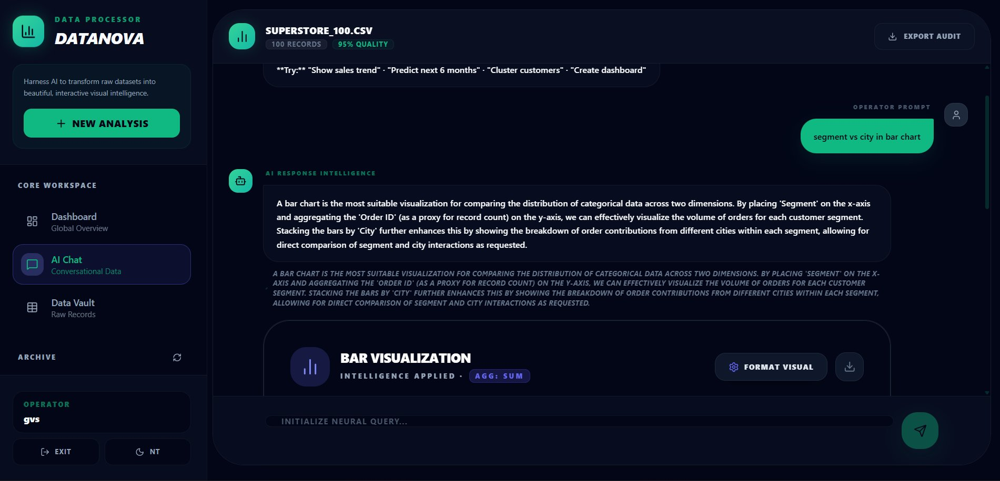 DATA PROCESSOR
DATANOVA
Harness AI to transform raw datasets into
beautiful, interactive visual intelligence.
NEW ANALYSIS
CORE WORKSPACE
Dashboard
Global Overview
AI Chat
Conversational Data
Data Vault
Raw Records
ARCHIVE
OPERATOR
gvs
EXIT
NT
SUPERSTORE_100.CSV
100 RECORDS
95% QUALITY
EXPORT AUDIT
**Try:** "Show sales trend" · "Predict next 6 months" · "Cluster customers" · "Create dashboard"
OPERATOR PROMPT
segment vs city in bar chart
AI RESPONSE INTELLIGENCE
A bar chart is the most suitable visualization for comparing the distribution of categorical data across two dimensions. By placing 'Segment' on the x-axis
and aggregating the 'Order ID' (as a proxy for record count) on the y-axis, we can effectively visualize the volume of orders for each customer segment.
Stacking the bars by 'City' further enhances this by showing the breakdown of order contributions from different cities within each segment, allowing for
direct comparison of segment and city interactions as requested.
A BAR CHART IS THE MOST SUITABLE VISUALIZATION FOR COMPARING THE DISTRIBUTION OF CATEGORICAL DATA ACROSS TWO DIMENSIONS. BY PLACING 'SEGMENT' ON THE X-
AXIS AND AGGREGATING THE 'ORDER ID' (AS A PROXY FOR RECORD COUNT) ON THE Y-AXIS, WE CAN EFFECTIVELY VISUALIZE THE VOLUME OF ORDERS FOR EACH CUSTOMER
SEGMENT. STACKING THE BARS BY 'CITY' FURTHER ENHANCES THIS BY SHOWING THE BREAKDOWN OF ORDER CONTRIBUTIONS FROM DIFFERENT CITIES WITHIN EACH SEGMENT,
ALLOWING FOR DIRECT COMPARISON OF SEGMENT AND CITY INTERACTIONS AS REQUESTED.
BAR VISUALIZATION
INTELLIGENCE APPLIED •
AGG: SUM
FORMAT VISUAL
INITIALIZE NEURAL QUERY...